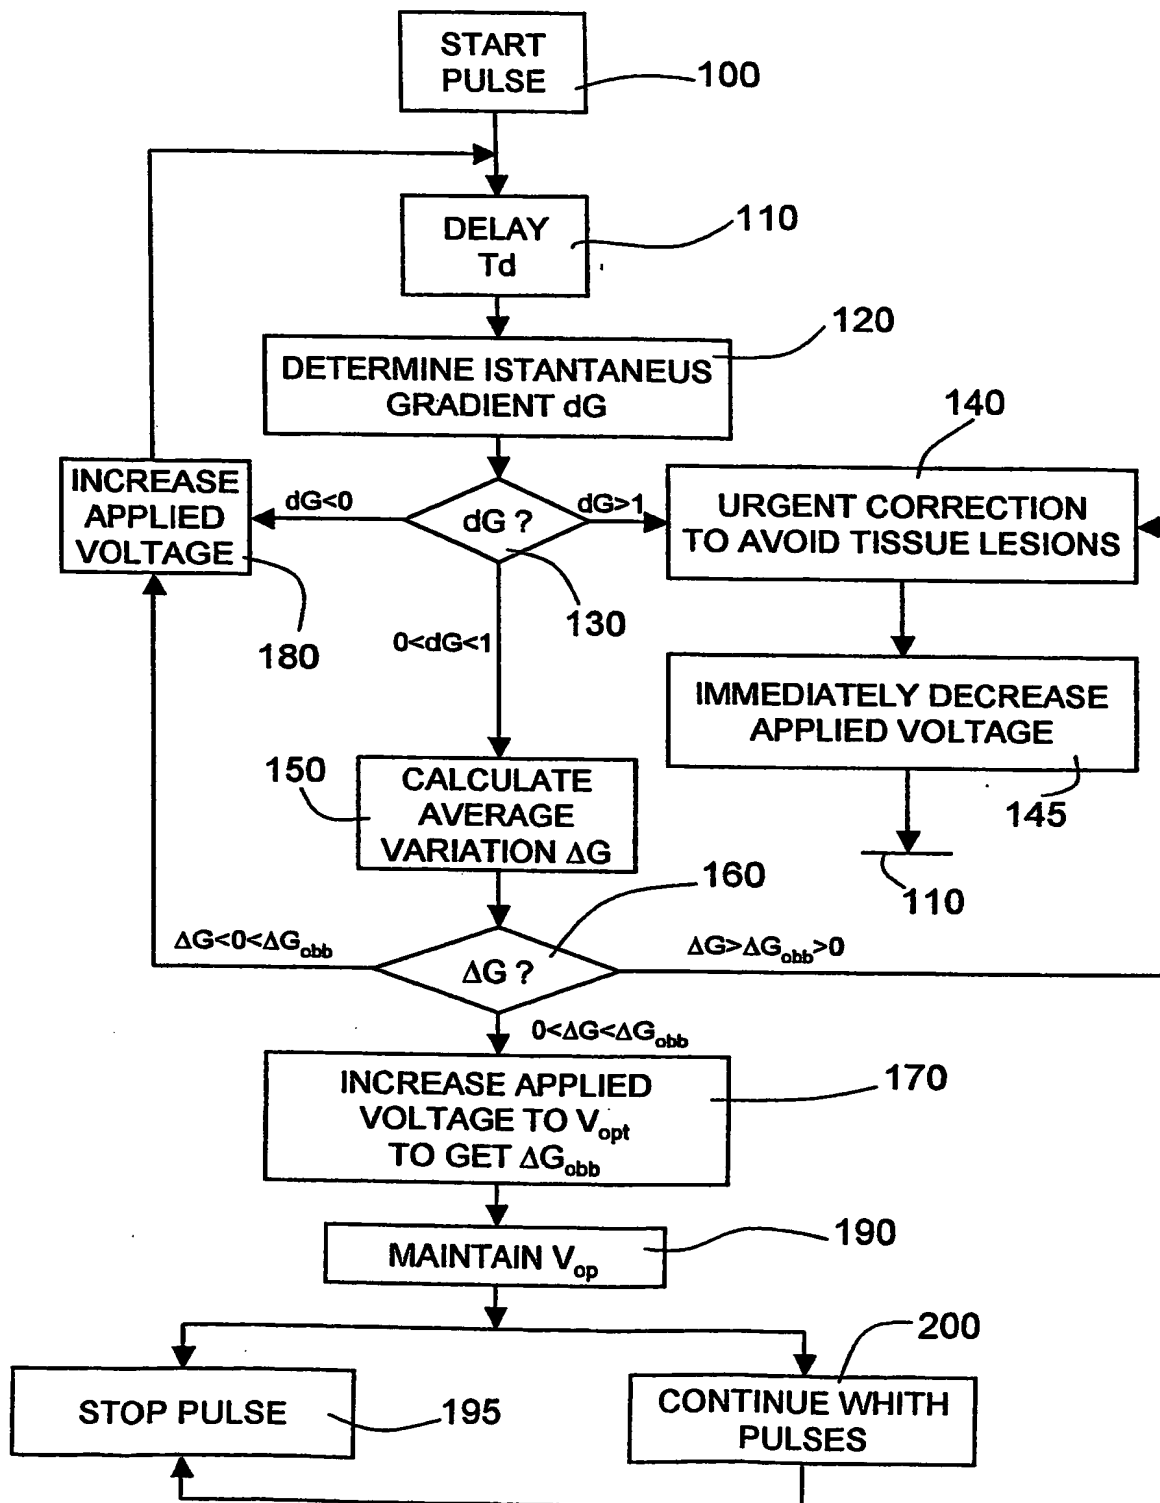 START
PULSE
100
DELAY
Td
110
120
DETERMINE ISTANTANEUS
GRADIENT dG
140
INCREASE
APPLIED
VOLTAGE
dG<0
dG ?
dG>1
URGENT CORRECTION
TO AVOID TISSUE LESIONS
180
0<dG<1
130
IMMEDIATELY DECREASE
APPLIED VOLTAGE
150
CALCULATE
AVERAGE
VARIATION ΔG
145
110
160
ΔG<0<ΔGobb
ΔG ?
ΔG>ΔGobb>0
0<ΔG<ΔGobb
INCREASE APPLIED
VOLTAGE TO Vopt
TO GET ΔGobb
170
MAINTAIN Vop
190
200
STOP PULSE
195
CONTINUE WHITH
PULSES